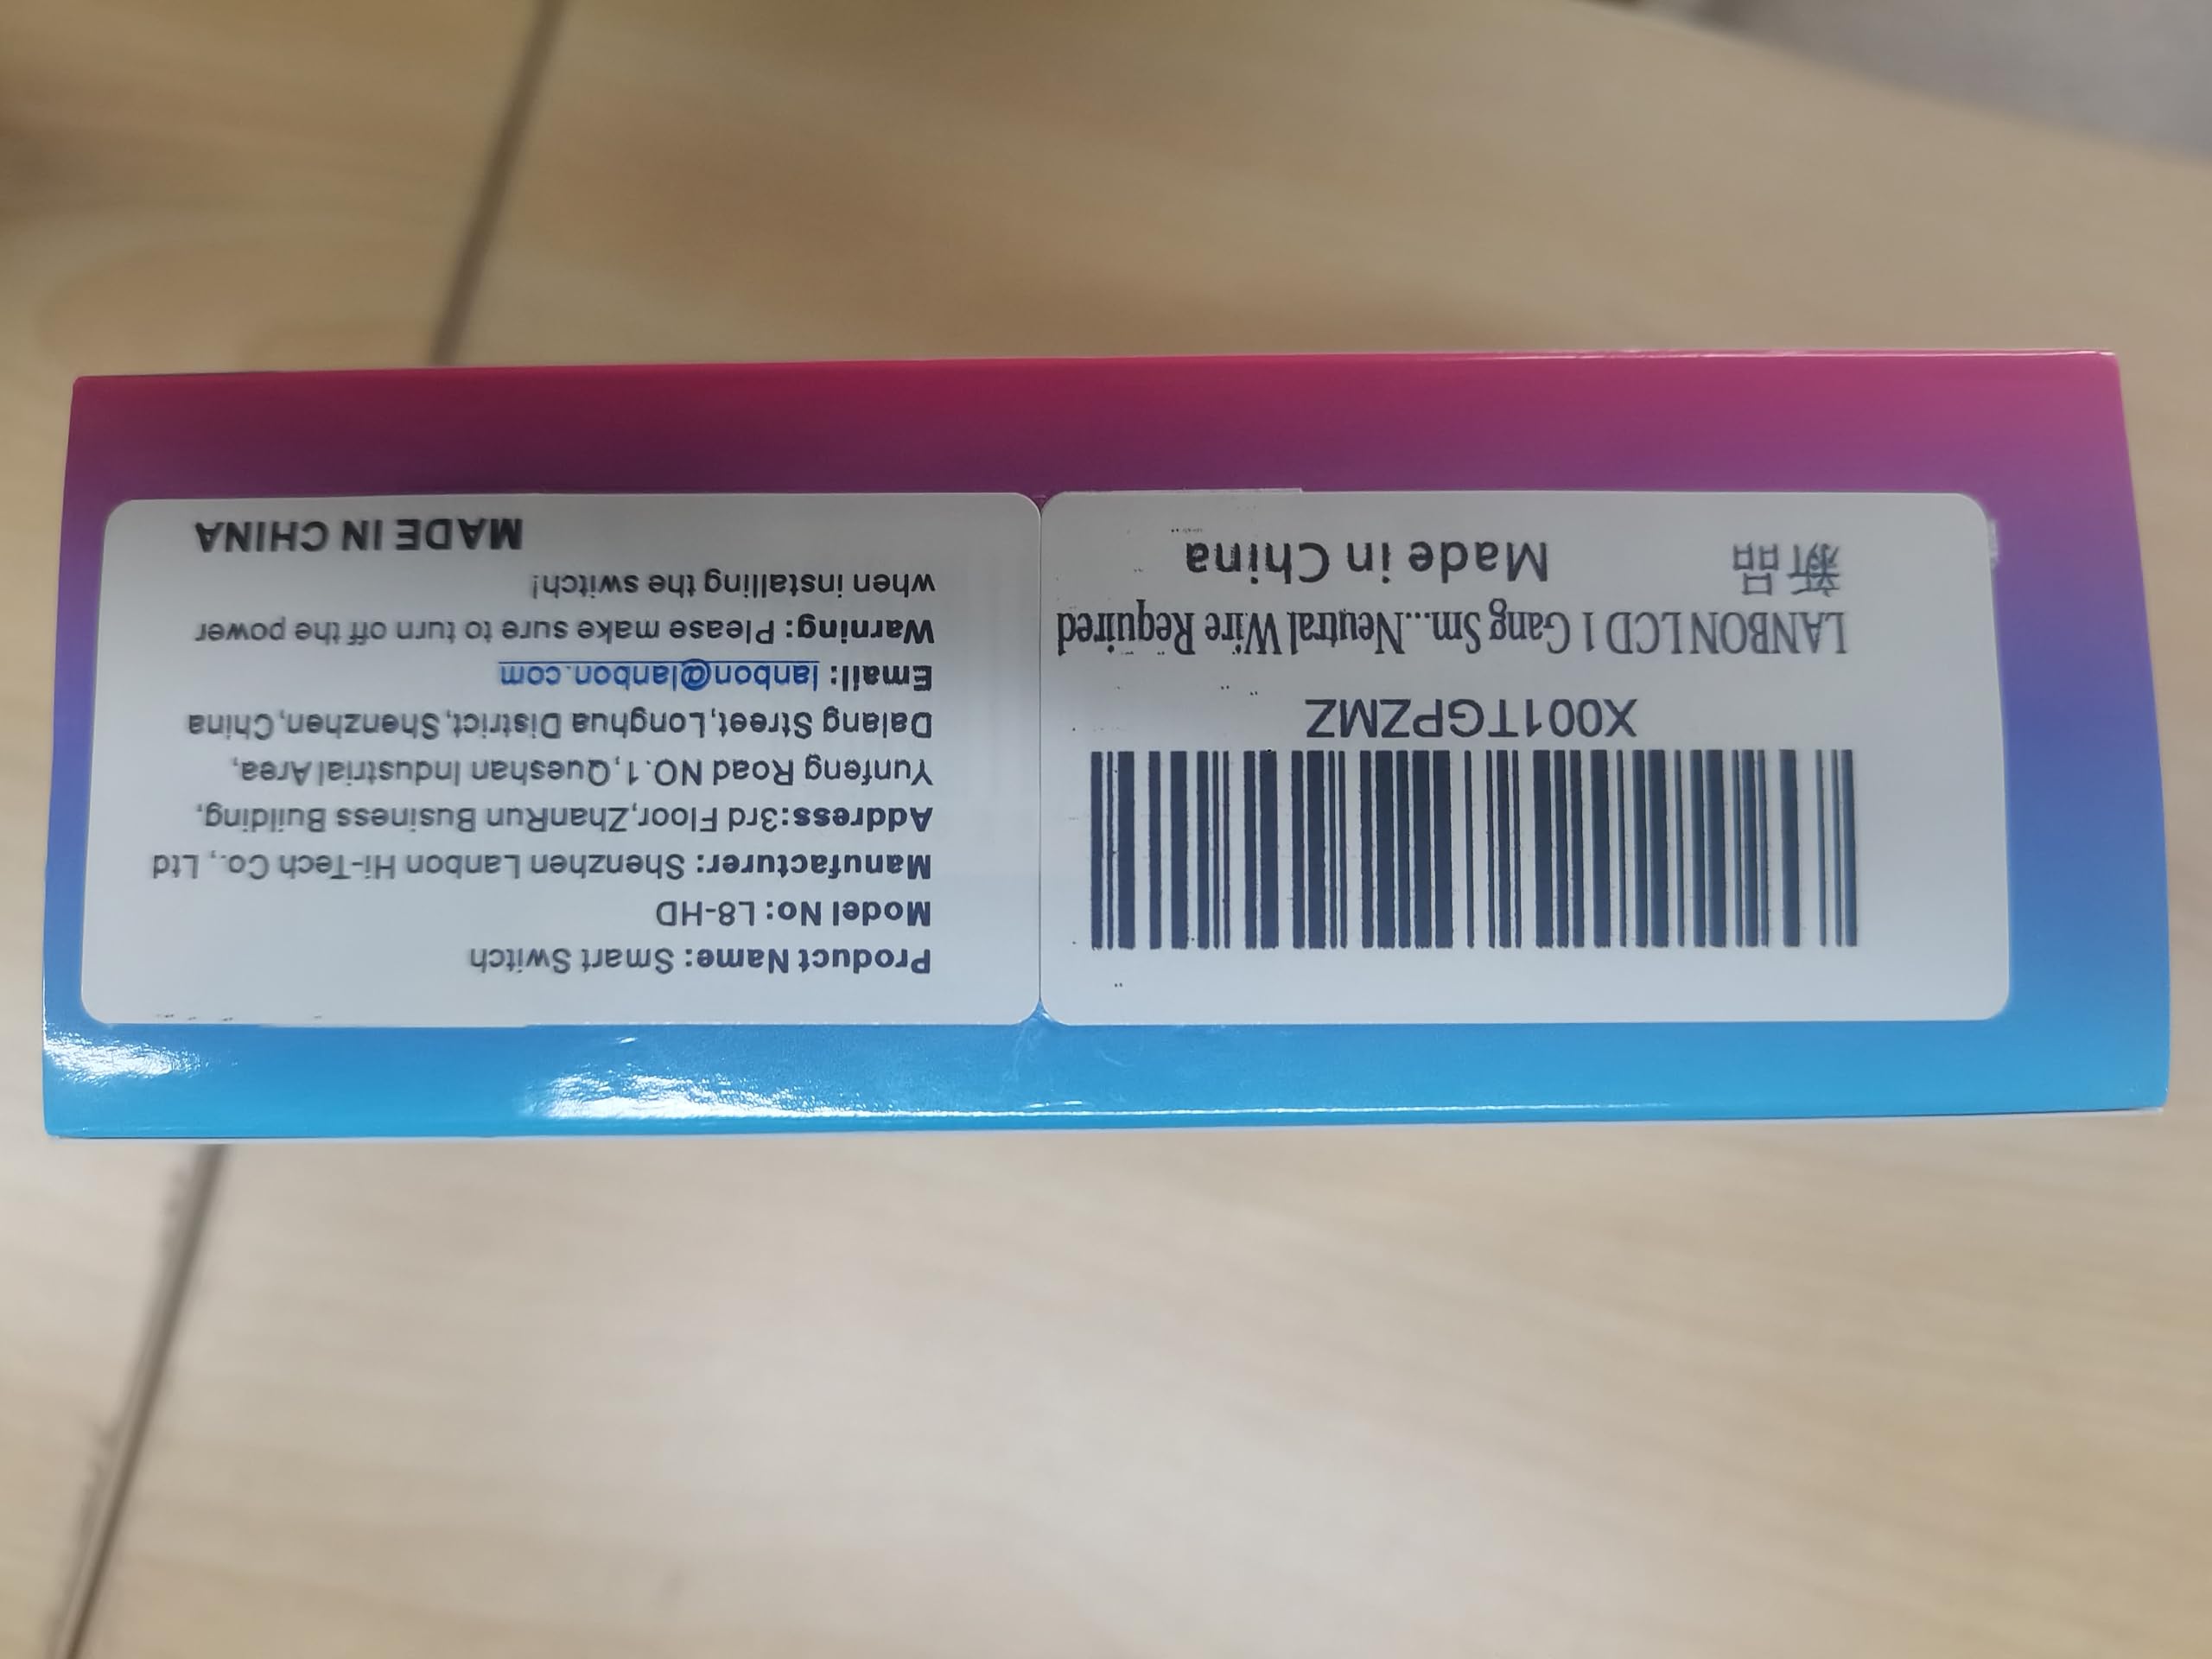 X001TGPZMZ
LANBON LCD 1 Gang Sm...Neutral Wire Required
新品
Made in China
Product Name: Smart Switch
Model No: L8-HD
Manufacturer: Shenzhen Lanbon Hi-Tech Co., Ltd
Address:3rd Floor,ZhanRun Business Building,
Yunfeng Road NO.1,Queshan Industrial Area,
Dalang Street,Longhua District,Shenzhen,China
Email: lanbon@lanbon.com
Warning: Please make sure to turn off the power
when installing the switch!
MADE IN CHINA